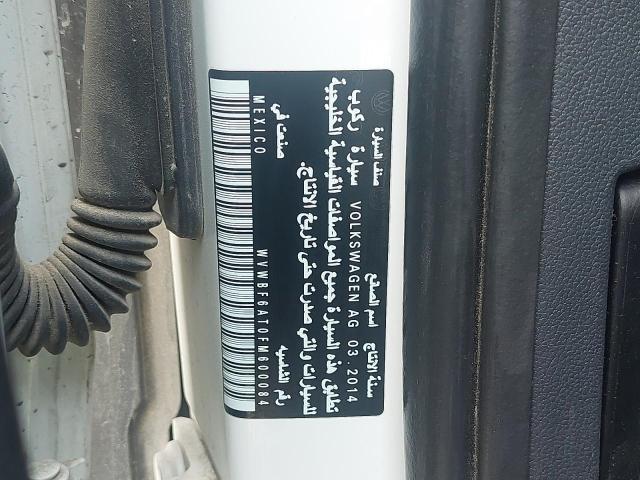 صنف السيارة اسم الصانع سنة الانتاج
سيارة ركوب VOLKSWAGEN AG 03.2014
تطابق هذه السيارة جميع المواصفات القياسية الخليجية
للسيارات والتي صدرت حتى تاريخ الانتاج.
صنعت في رقم الشاسيه
MEXICO WVWBF6AT0FM600084